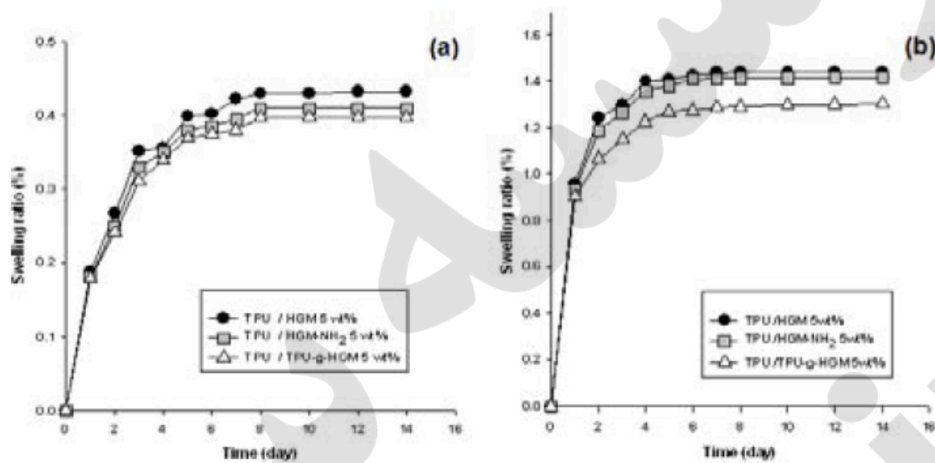 (a)
Swelling ratio (%)
0.5
0.4
0.3
0.2
0.1
0.0
TPU / HGM 5 wt%
TPU / HGM-NH₂ 5 wt%
TPU / TPU-g-HGM 5 wt%
0 2 4 6 8 10 12 14 16
Time (day)
(b)
Swelling ratio (%)
1.6
1.4
1.2
1.0
0.8
0.6
0.4
0.2
0.0
TPU/HGM 5wt%
TPU/HGM-NH₂ 5wt%
TPU/TPU-g-HGM 5wt%
0 2 4 6 8 10 12 14 16
Time (day)